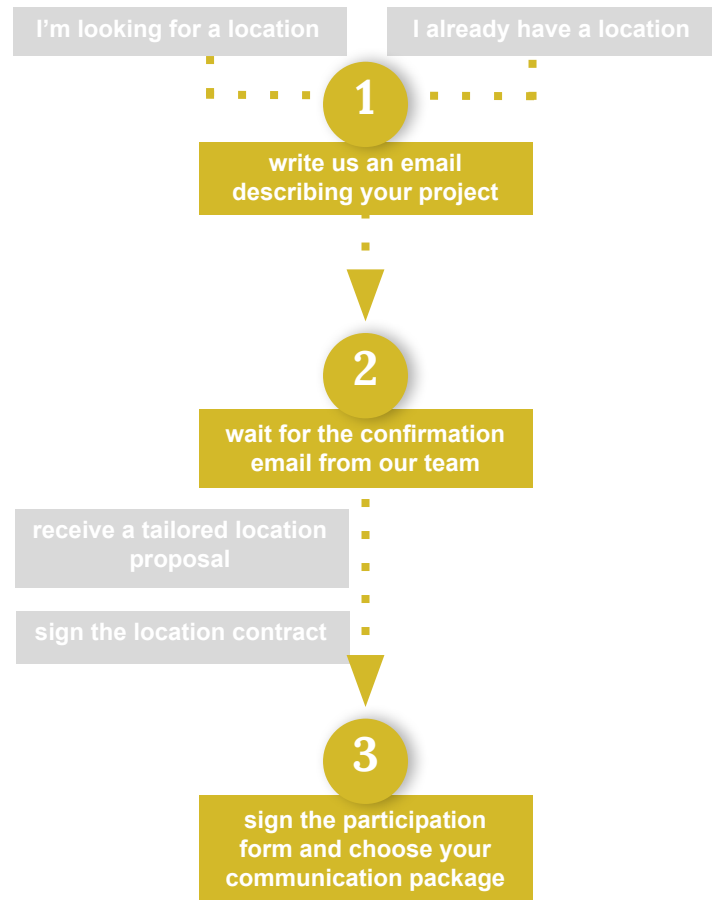 I’m looking for a location
I already have a location
1
write us an email
describing your project
2
wait for the confirmation
email from our team
receive a tailored location
proposal
sign the location contract
3
sign the participation
form and choose your
communication package